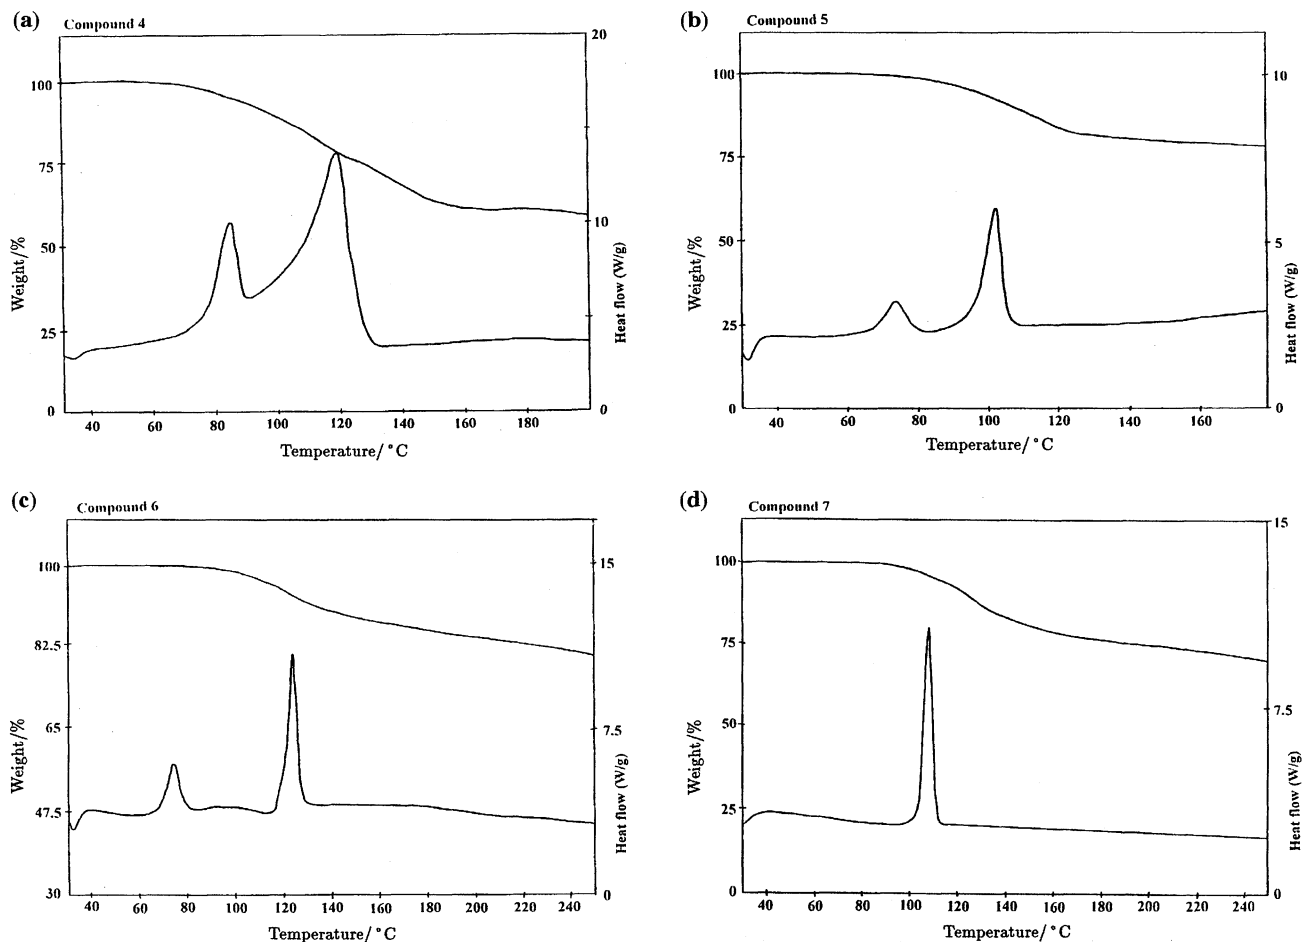 (a) Compound 4
20
100
75
50
25
0
10
0
Weight/%
Heat flow (W/g)
40 60 80 100 120 140 160 180
Temperature/°C
(b) Compound 5
100
75
50
25
0
10
5
0
Weight/%
Heat flow (W/g)
40 60 80 100 120 140 160
Temperature/°C
(c) Compound 6
100
82.5
65
47.5
30
15
7.5
0
Weight/%
Heat flow (W/g)
40 60 80 100 120 140 160 180 200 220 240
Temperature/°C
(d) Compound 7
100
75
50
25
0
15
7.5
0
Weight/%
Heat flow (W/g)
40 60 80 100 120 140 160 180 200 220 240
Temperature/°C